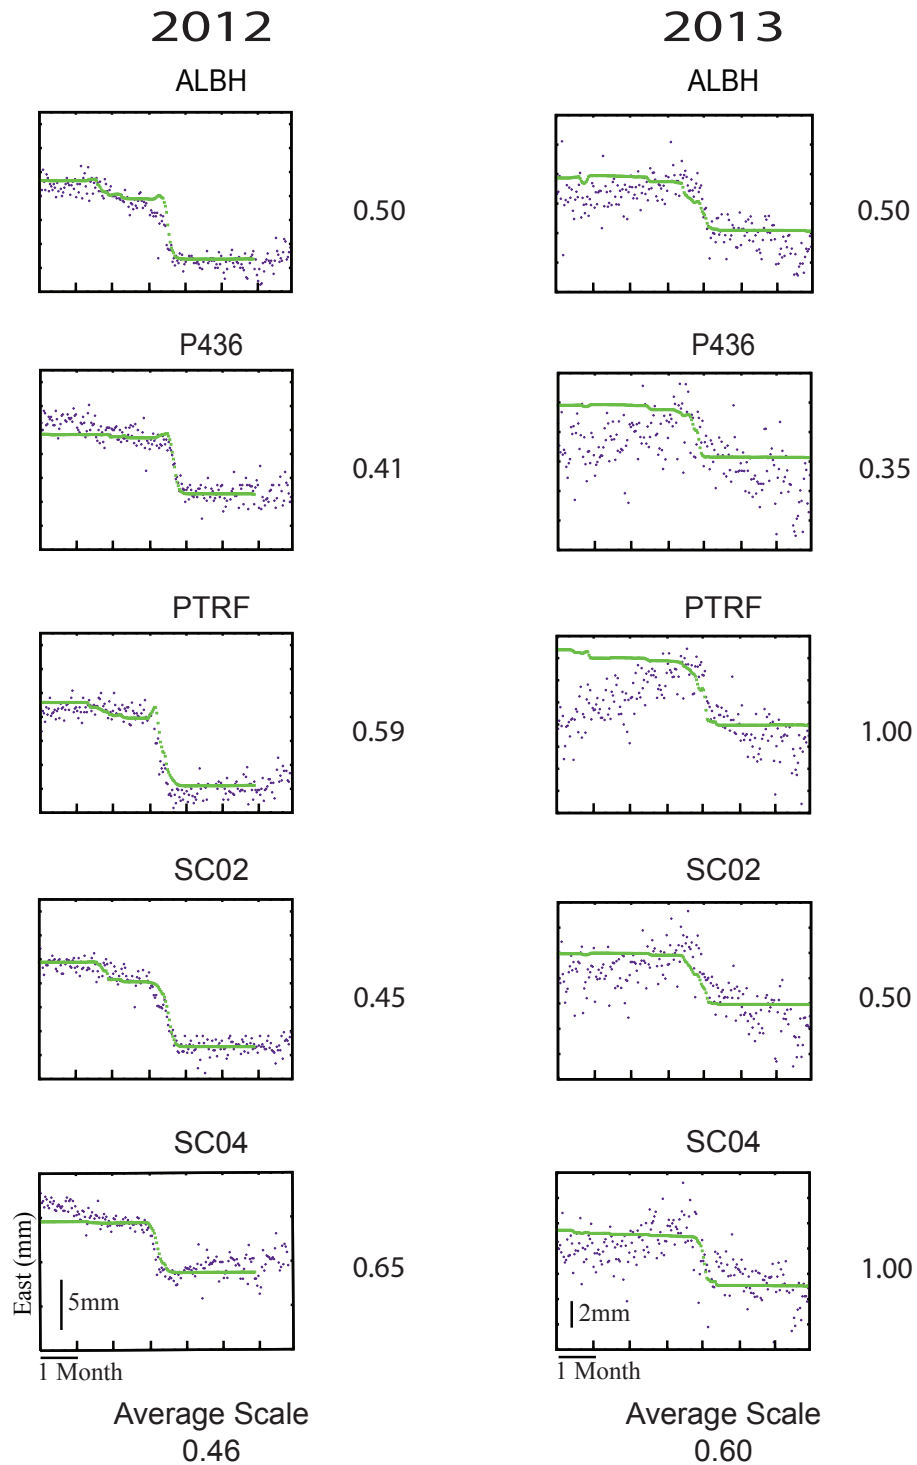 2012
ALBH
0.50
P436
0.41
PTRF
0.59
SC02
0.45
SC04
East (mm)
5mm
0.65
1 Month
Average Scale
0.46
2013
ALBH
0.50
P436
0.35
PTRF
1.00
SC02
0.50
SC04
2mm
1.00
1 Month
Average Scale
0.60